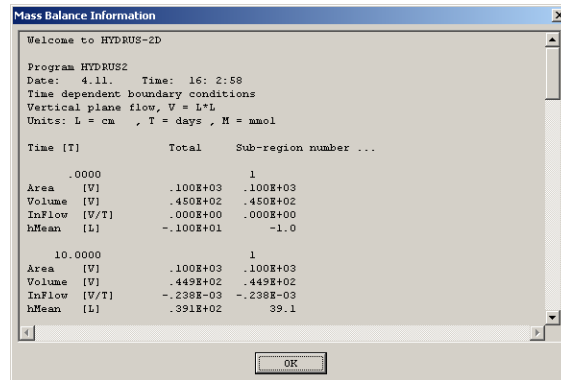 Mass Balance Information
Welcome to HYDRUS-2D
Program HYDRUS2
Date: 4.11. Time: 16: 2:58
Time dependent boundary conditions
Vertical plane flow, V = L*L
Units: L = cm , T = days , M = mmol
Time [T] Total Sub-region number ...
.0000 1
Area [V] .100E+03 .100E+03
Volume [V] .450E+02 .450E+02
InFlow [V/T] .000E+00 .000E+00
hMean [L] -.100E+01 -1.0
10.0000 1
Area [V] .100E+03 .100E+03
Volume [V] .449E+02 .449E+02
InFlow [V/T] -.238E-03 -.238E-03
hMean [L] .391E+02 39.1
OK